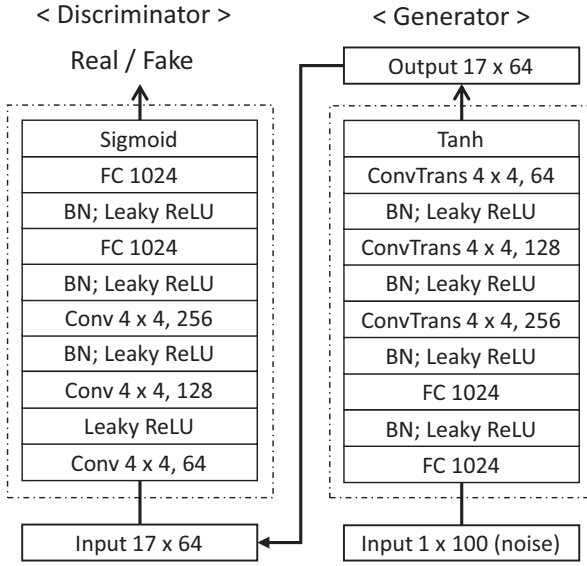 < Discriminator >
Real / Fake
Sigmoid
FC 1024
BN; Leaky ReLU
FC 1024
BN; Leaky ReLU
Conv 4 x 4, 256
BN; Leaky ReLU
Conv 4 x 4, 128
Leaky ReLU
Conv 4 x 4, 64
Input 17 x 64
< Generator >
Output 17 x 64
Tanh
ConvTrans 4 x 4, 64
BN; Leaky ReLU
ConvTrans 4 x 4, 128
BN; Leaky ReLU
ConvTrans 4 x 4, 256
BN; Leaky ReLU
FC 1024
BN; Leaky ReLU
FC 1024
Input 1 x 100 (noise)